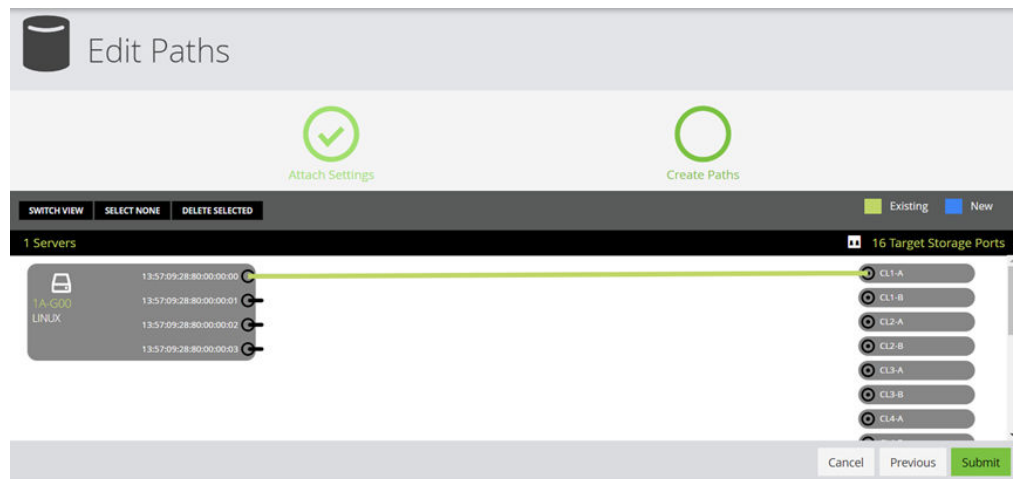 Edit Paths
Attach Settings
Create Paths
SWITCH VIEW SELECT NONE DELETE SELECTED
Existing New
1 Servers
16 Target Storage Ports
1A-G00
LINUX
13:57:09:28:80:00:00:00
13:57:09:28:80:00:00:01
13:57:09:28:80:00:00:02
13:57:09:28:80:00:00:03
CL1-A
CL1-B
CL2-A
CL2-B
CL3-A
CL3-B
CL4-A
Cancel Previous Submit